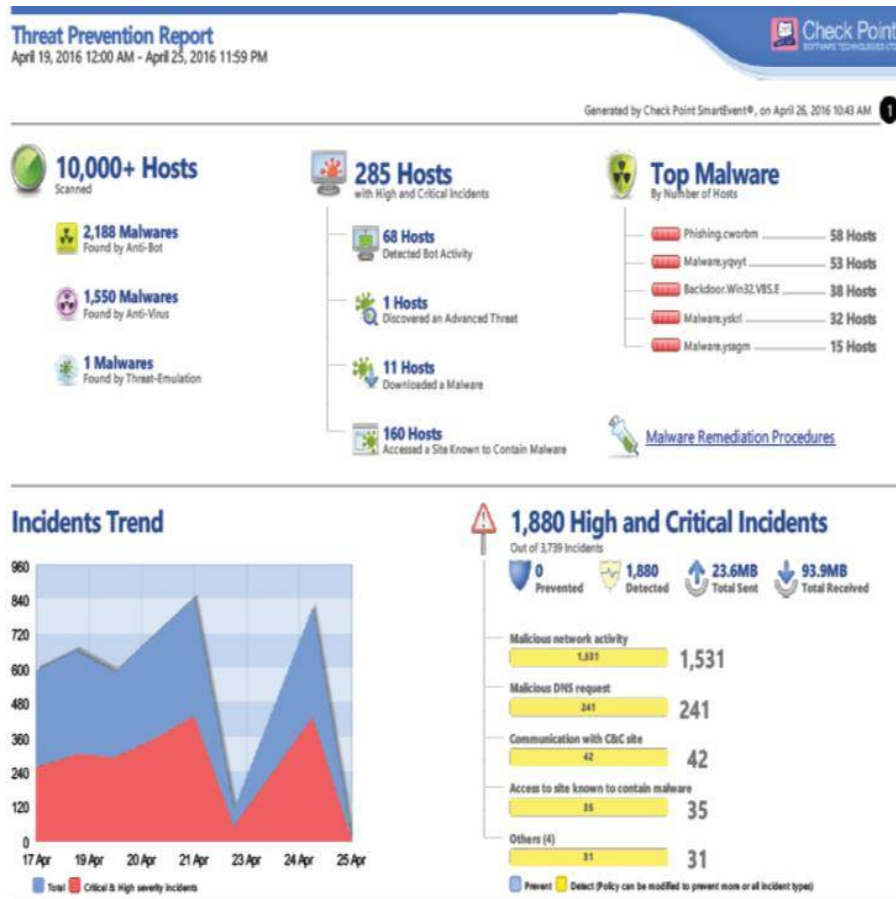 Threat Prevention Report
April 19, 2016 12:00 AM - April 25, 2016 11:59 PM
Check Point
SOFTWARE TECHNOLOGIES LTD
Generated by Check Point SmartEvent®, on April 26, 2016 10:43 AM 1
10,000+ Hosts
Scanned
2,188 Malwares
Found by Anti-Bot
1,550 Malwares
Found by Anti-Virus
1 Malwares
Found by Threat-Emulation
285 Hosts
with High and Critical Incidents
68 Hosts
Detected Bot Activity
1 Hosts
Discovered an Advanced Threat
11 Hosts
Downloaded a Malware
160 Hosts
Accessed a Site Known to Contain Malware
Top Malware
By Number of Hosts
Phishing.cworbm 58 Hosts
Malware.yqvyt 53 Hosts
Backdoor.Win32.VBS.E 38 Hosts
Malware.yskrl 32 Hosts
Malware.ysagm 15 Hosts
Malware Remediation Procedures
Incidents Trend
960
840
720
600
480
360
240
120
0
17 Apr 19 Apr 20 Apr 21 Apr 23 Apr 24 Apr 25 Apr
Total Critical & High severity incidents
1,880 High and Critical Incidents
Out of 3,739 Incidents
0 Prevented
1,880 Detected
23.6MB Total Sent
93.9MB Total Received
Malicious network activity
1,531 1,531
Malicious DNS request
241 241
Communication with C&C site
42 42
Access to site known to contain malware
35 35
Others (4)
31 31
Prevent Detect (Policy can be modified to prevent more or all incident types)